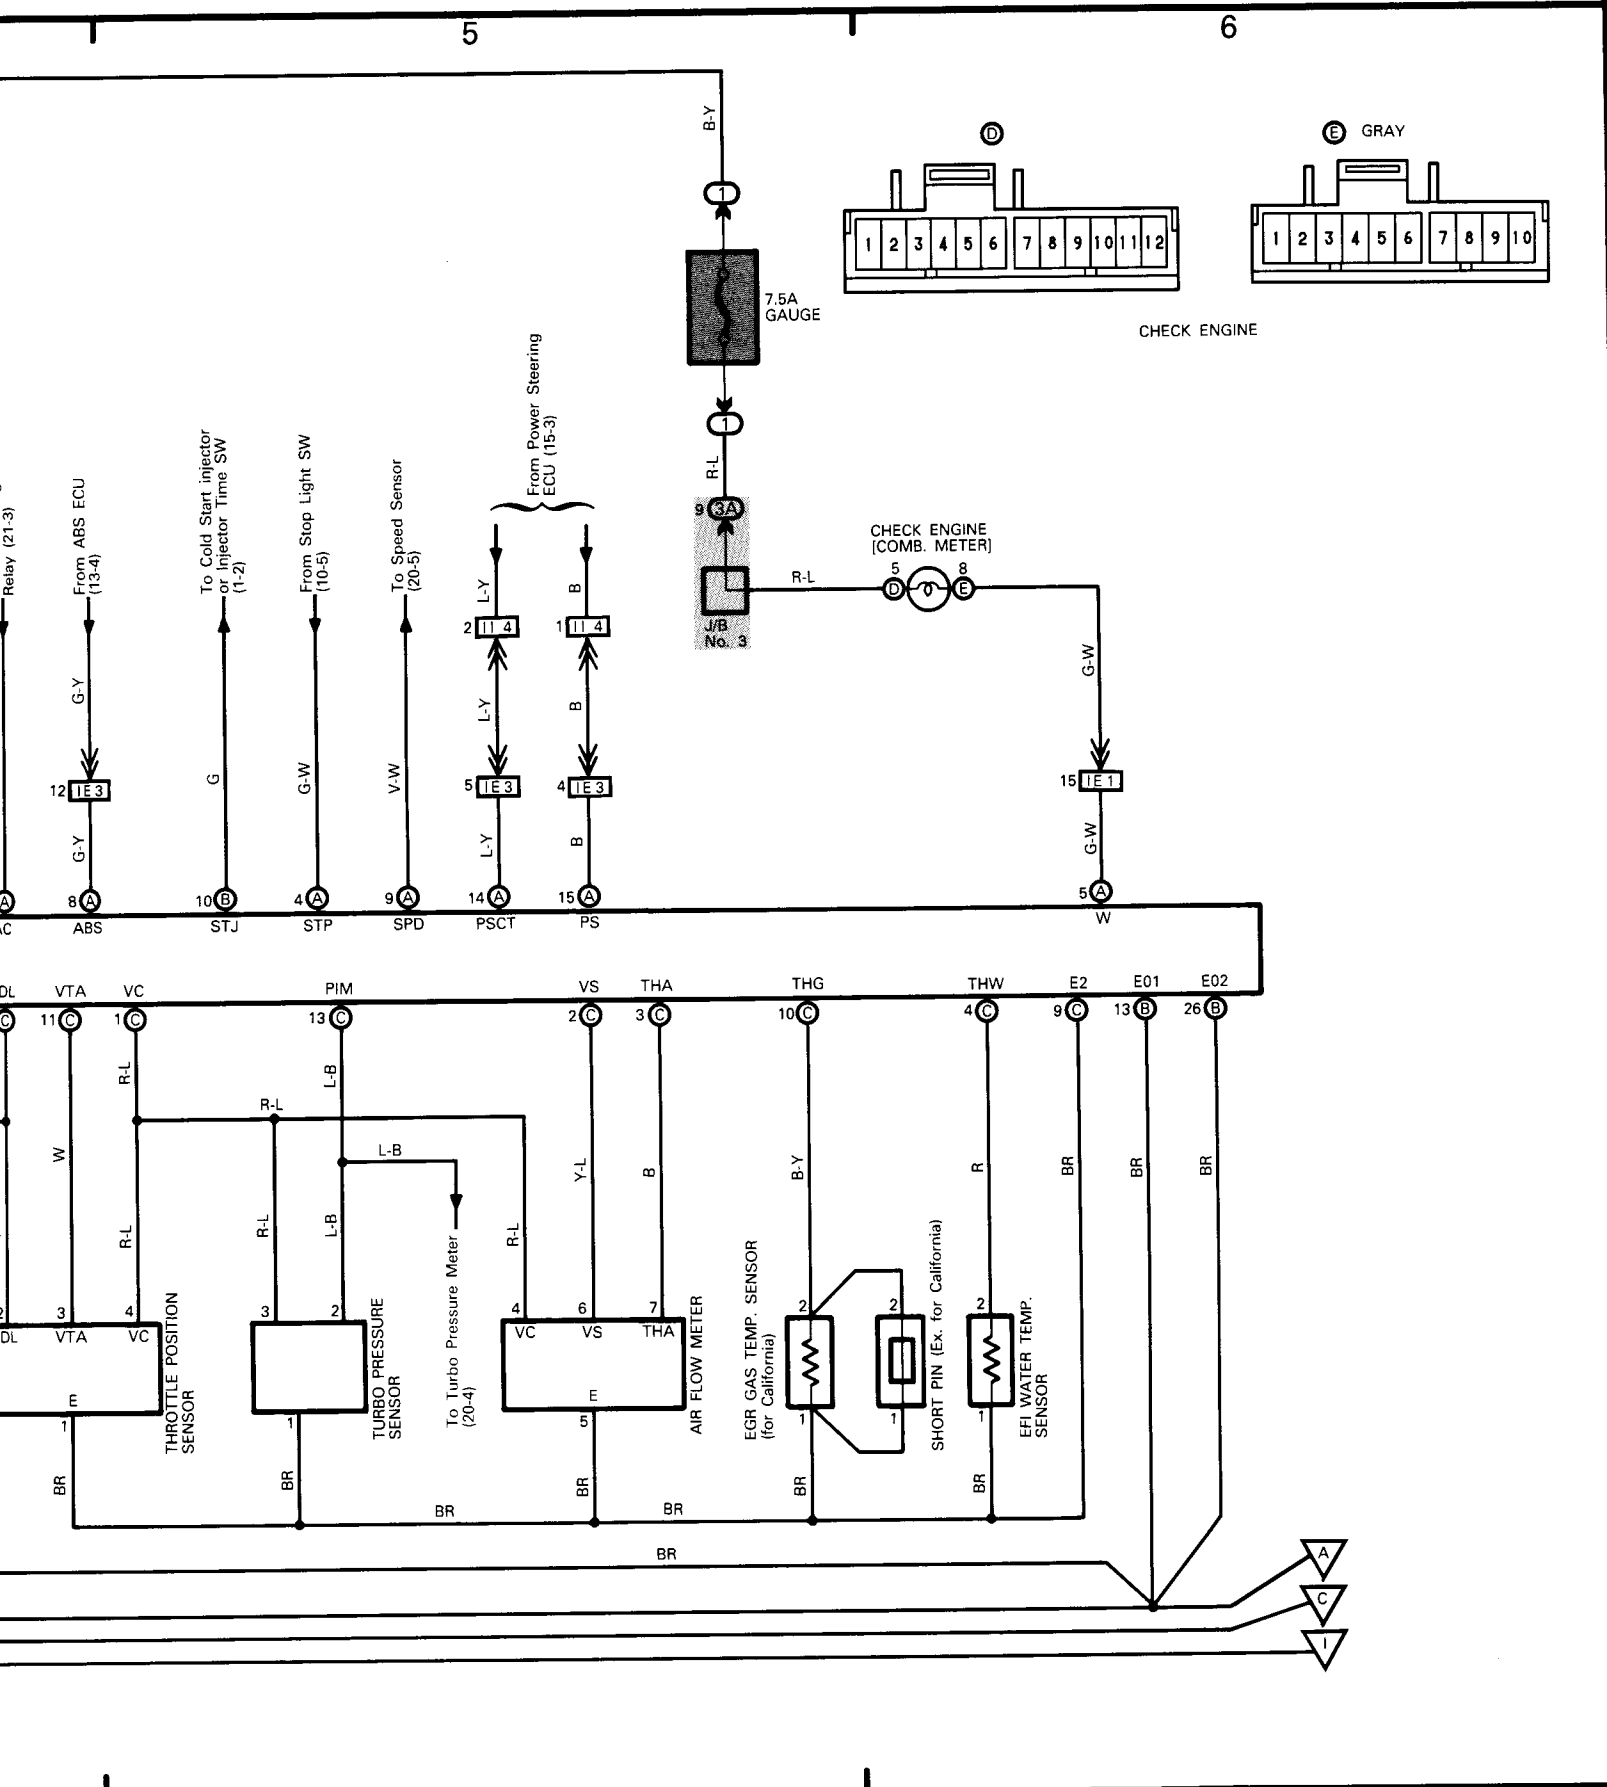 5
6
B-Y
1
7.5A
GAUGE
1
R-L
9 3A
J/B
No. 3
D
E GRAY
1 2 3 4 5 6 7 8 9 10 11 12
1 2 3 4 5 6 7 8 9 10
CHECK ENGINE
CHECK ENGINE
[COMB. METER]
R-L
5
D
8
E
G-W
15 IE1
G-W
5 A
W
Relay (21-3)
From ABS ECU
(13-4)
To Cold Start injector
or Injector Time SW
(1-2)
From Stop Light SW
(10-5)
To Speed Sensor
(20-5)
From Power Steering
ECU (15-3)
L-Y
B
2 II 4
1 II 4
G-Y
L-Y
B
G
G-W
V-W
12 IE3
5 IE3
4 IE3
G-Y
L-Y
B
A
8 A
10 B
4 A
9 A
14 A
15 A
AC
ABS
STJ
STP
SPD
PSCT
PS
DL
VTA
VC
PIM
VS
THA
THG
THW
E2
E01
E02
C
11 C
1 C
13 C
2 C
3 C
10 C
4 C
9 C
13 B
26 B
R-L
L-B
R-L
L-B
W
Y-L
B
B-Y
R
BR
BR
BR
R-L
R-L
L-B
R-L
To Turbo Pressure Meter
(20-4)
2
3
4
DL
VTA
VC
E
1
THROTTLE POSITION
SENSOR
3
2
1
TURBO PRESSURE
SENSOR
4
6
7
VC
VS
THA
E
5
AIR FLOW METER
EGR GAS TEMP. SENSOR
(for California)
2
1
2
1
SHORT PIN (Ex. for California)
2
1
EFI WATER TEMP.
SENSOR
BR
BR
BR
BR
BR
BR
BR
BR
A
C
I